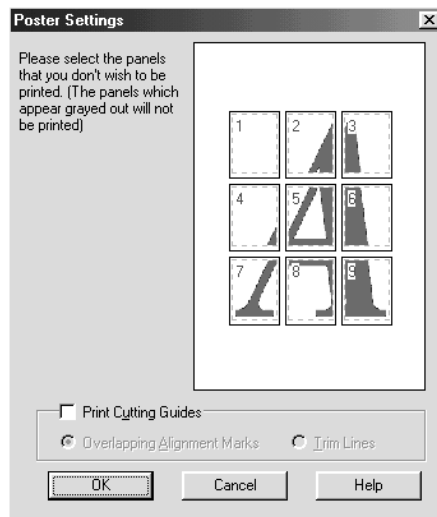 Poster Settings
Please select the panels
that you don't wish to be
printed. (The panels which
appear grayed out will not
be printed)
1 2 3
4 5 6
7 8 9
Print Cutting Guides
Overlapping Alignment Marks Trim Lines
OK Cancel Help